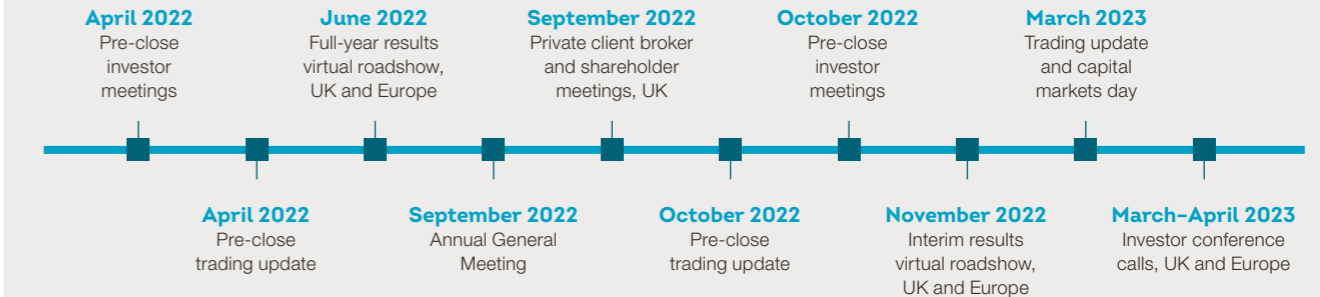 April 2022
Pre-close
investor
meetings
April 2022
Pre-close
trading update
June 2022
Full-year results
virtual roadshow,
UK and Europe
September 2022
Annual General
Meeting
September 2022
Private client broker
and shareholder
meetings, UK
October 2022
Pre-close
trading update
October 2022
Pre-close
investor
meetings
November 2022
Interim results
virtual roadshow,
UK and Europe
March 2023
Trading update
and capital
markets day
March–April 2023
Investor conference
calls, UK and Europe